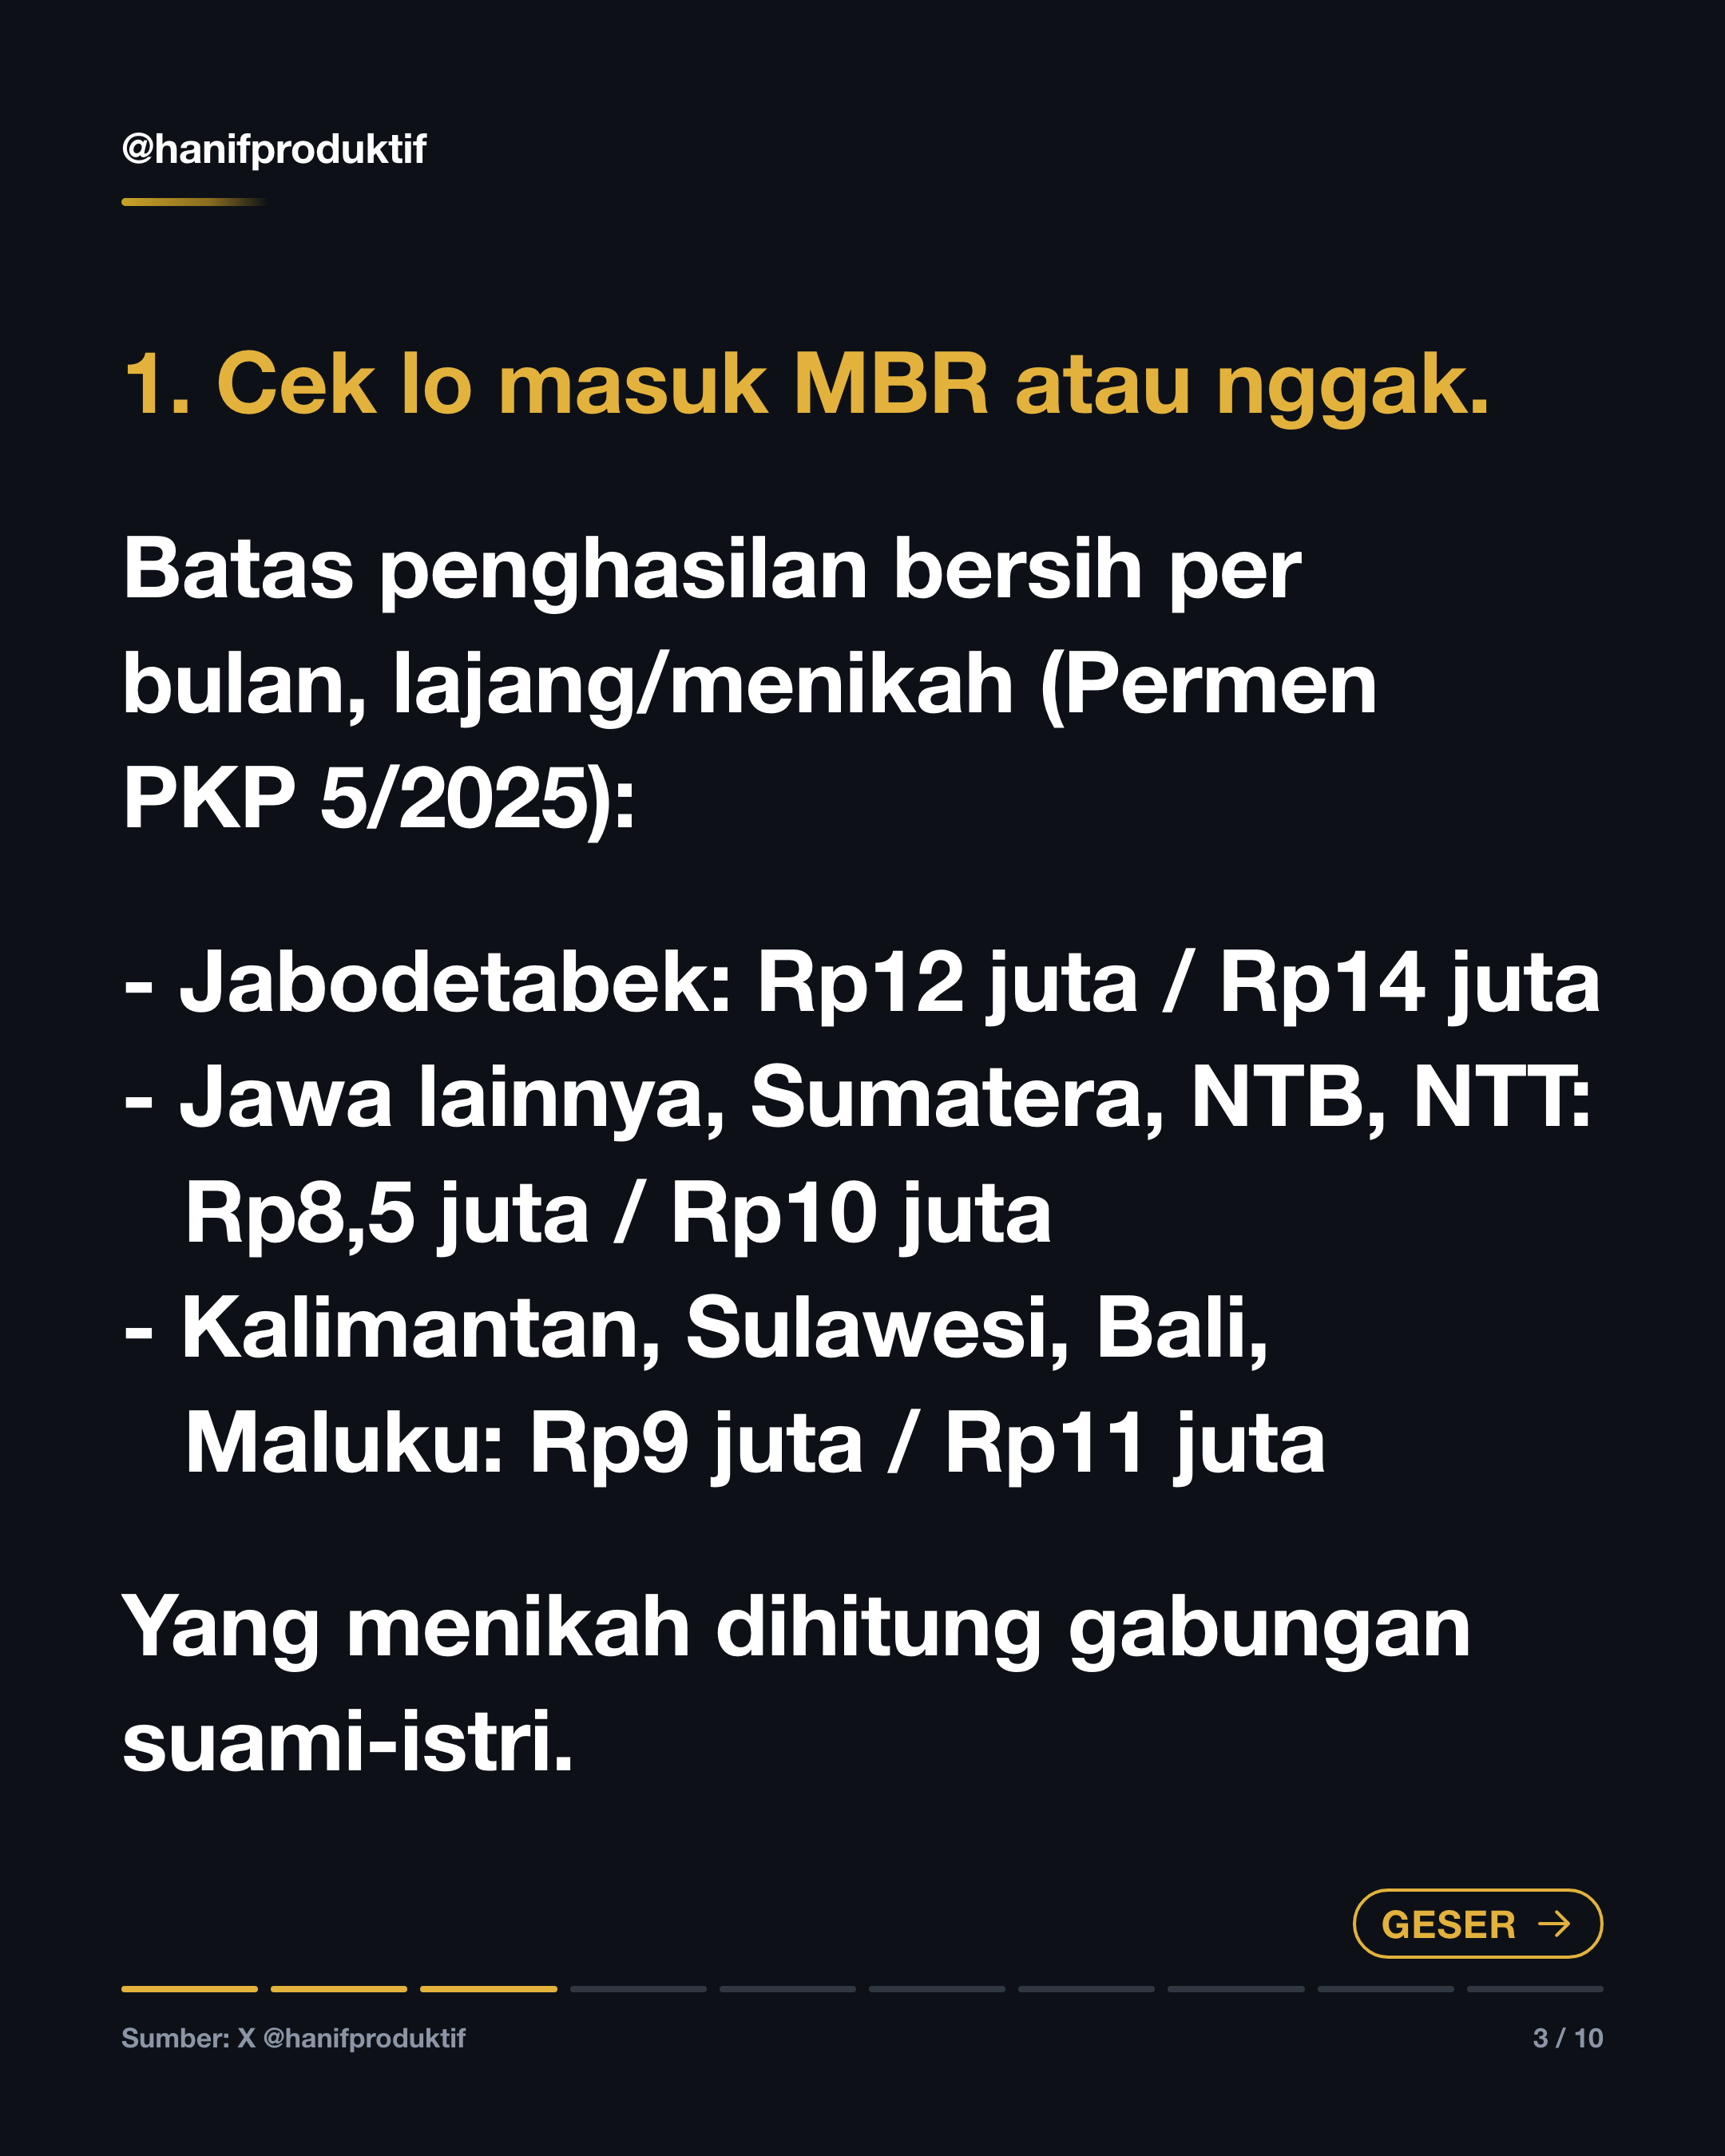 @hanifproduktif
1. Cek lo masuk MBR atau nggak.
Batas penghasilan bersih per
bulan, lajang/menikah (Permen
PKP 5/2025):
- Jabodetabek: Rp12 juta / Rp14 juta
- Jawa lainnya, Sumatera, NTB, NTT:
Rp8,5 juta / Rp10 juta
- Kalimantan, Sulawesi, Bali,
Maluku: Rp9 juta / Rp11 juta
Yang menikah dihitung gabungan
suami-istri.
GESER →
Sumber: X @hanifproduktif
3 / 10